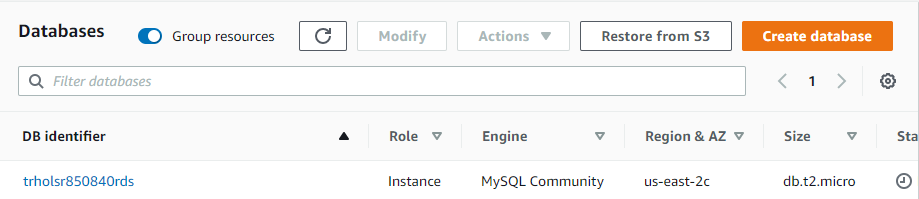 Databases Group resources Modify Actions Restore from S3 Create database
Filter databases 1
DB identifier Role Engine Region & AZ Size Sta
trholsr850840rds Instance MySQL Community us-east-2c db.t2.micro